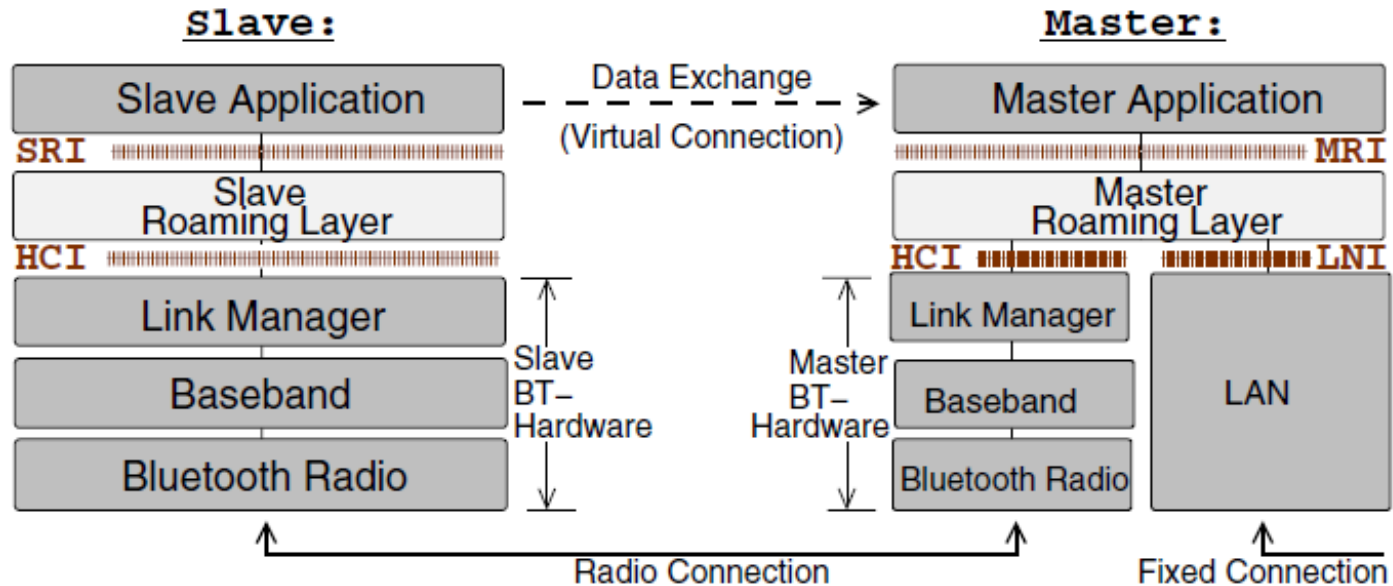 Slave:
Master:
Slave Application
Data Exchange
(Virtual Connection)
Master Application
SRI
MRI
Slave
Roaming Layer
Master
Roaming Layer
HCI
HCI
LNI
Link Manager
Baseband
Bluetooth Radio
Slave
BT–
Hardware
Master
BT–
Hardware
Link Manager
Baseband
Bluetooth Radio
LAN
Radio Connection
Fixed Connection